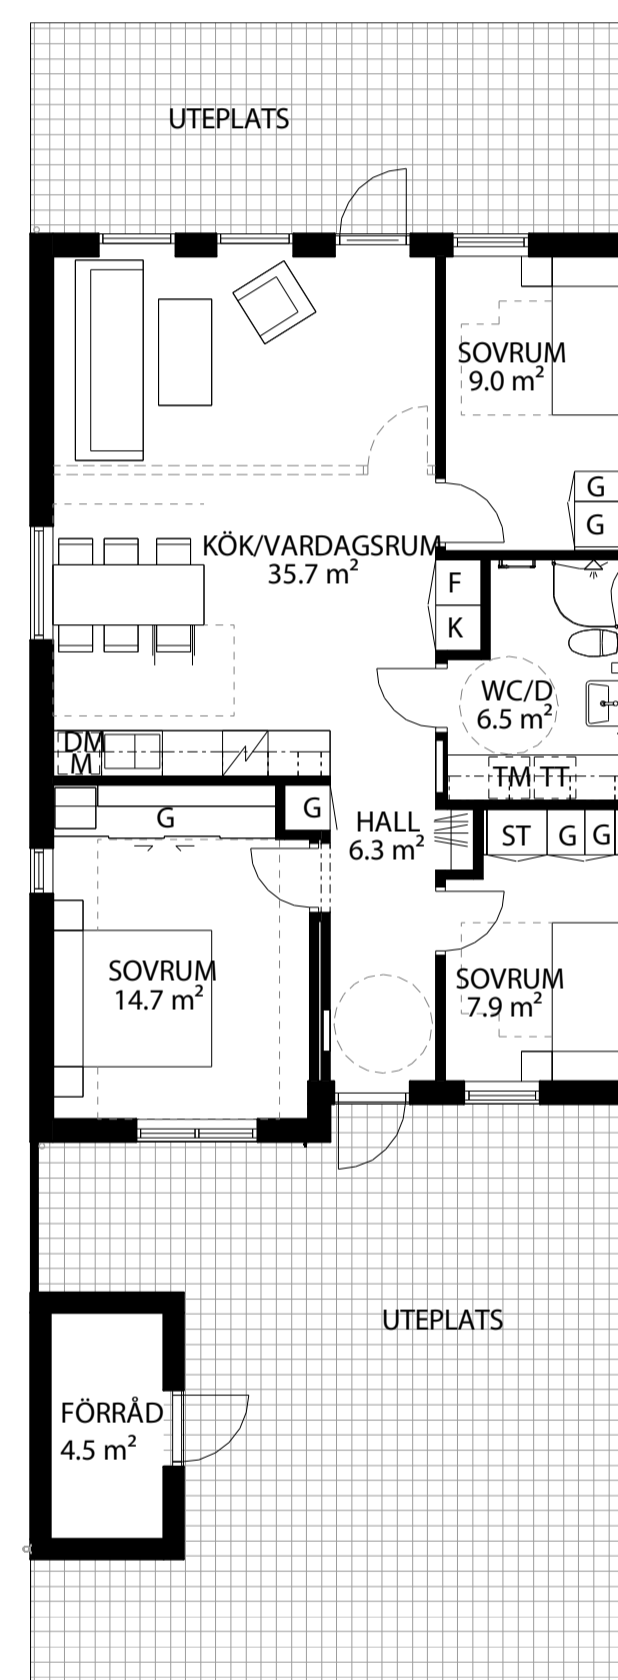 UTEPLATS
SOVRUM
9.0 m²
G
G
KÖK/VARDAGSRUM
35.7 m²
F
K
WC/D
6.5 m²
DM
M
TM TT
G
G
HALL
6.3 m²
ST G G
SOVRUM
14.7 m²
SOVRUM
7.9 m²
UTEPLATS
FÖRRÅD
4.5 m²